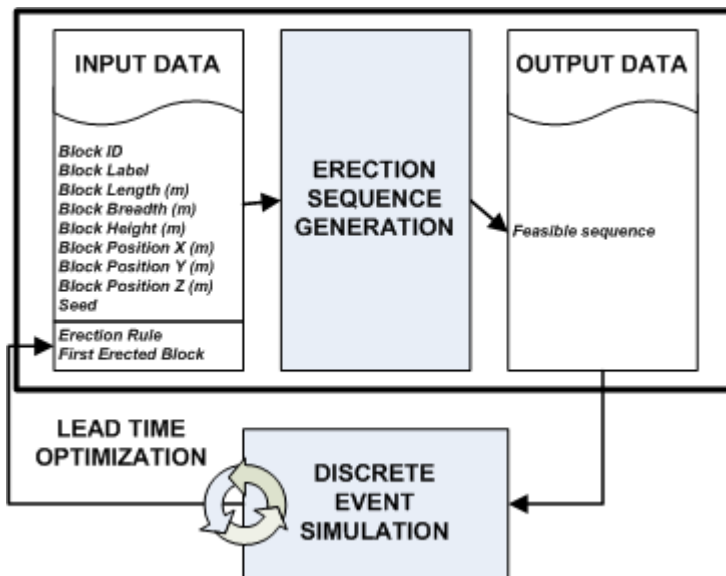 INPUT DATA
Block ID
Block Label
Block Length (m)
Block Breadth (m)
Block Height (m)
Block Position X (m)
Block Position Y (m)
Block Position Z (m)
Seed
Erection Rule
First Erected Block
ERECTION
SEQUENCE
GENERATION
OUTPUT DATA
Feasible sequence
LEAD TIME
OPTIMIZATION
DISCRETE
EVENT
SIMULATION